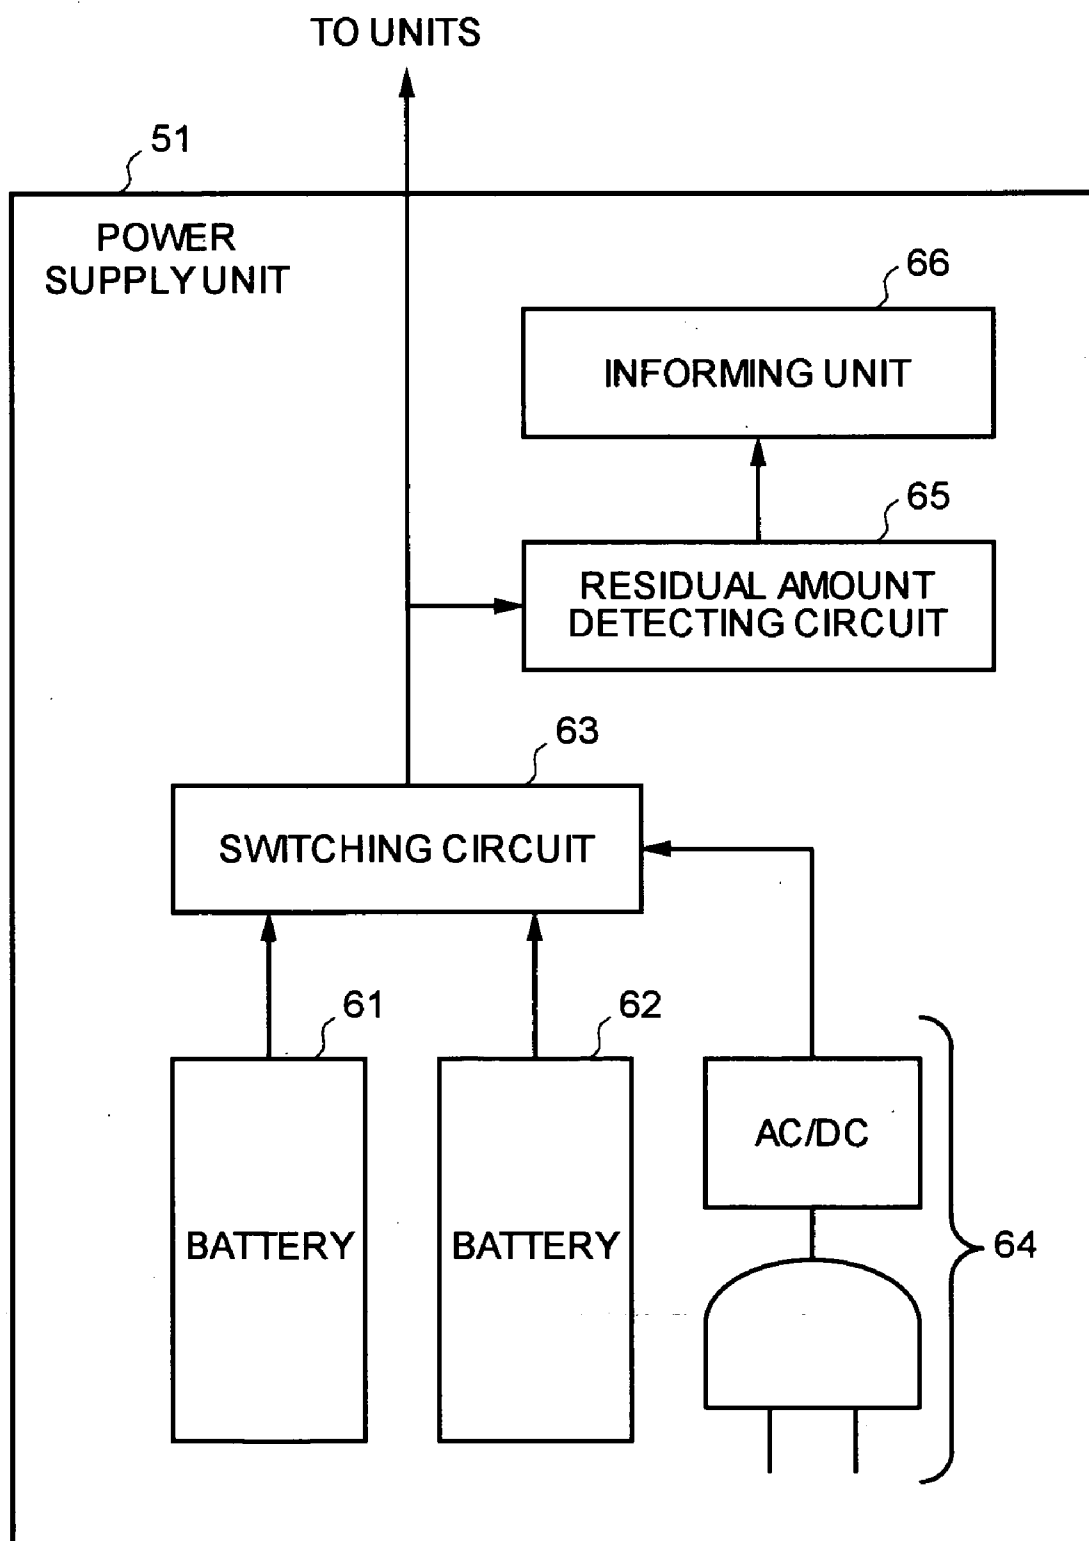 TO UNITS
51
POWER
SUPPLY UNIT
66
INFORMING UNIT
65
RESIDUAL AMOUNT
DETECTING CIRCUIT
63
SWITCHING CIRCUIT
61
62
AC/DC
BATTERY
BATTERY
64